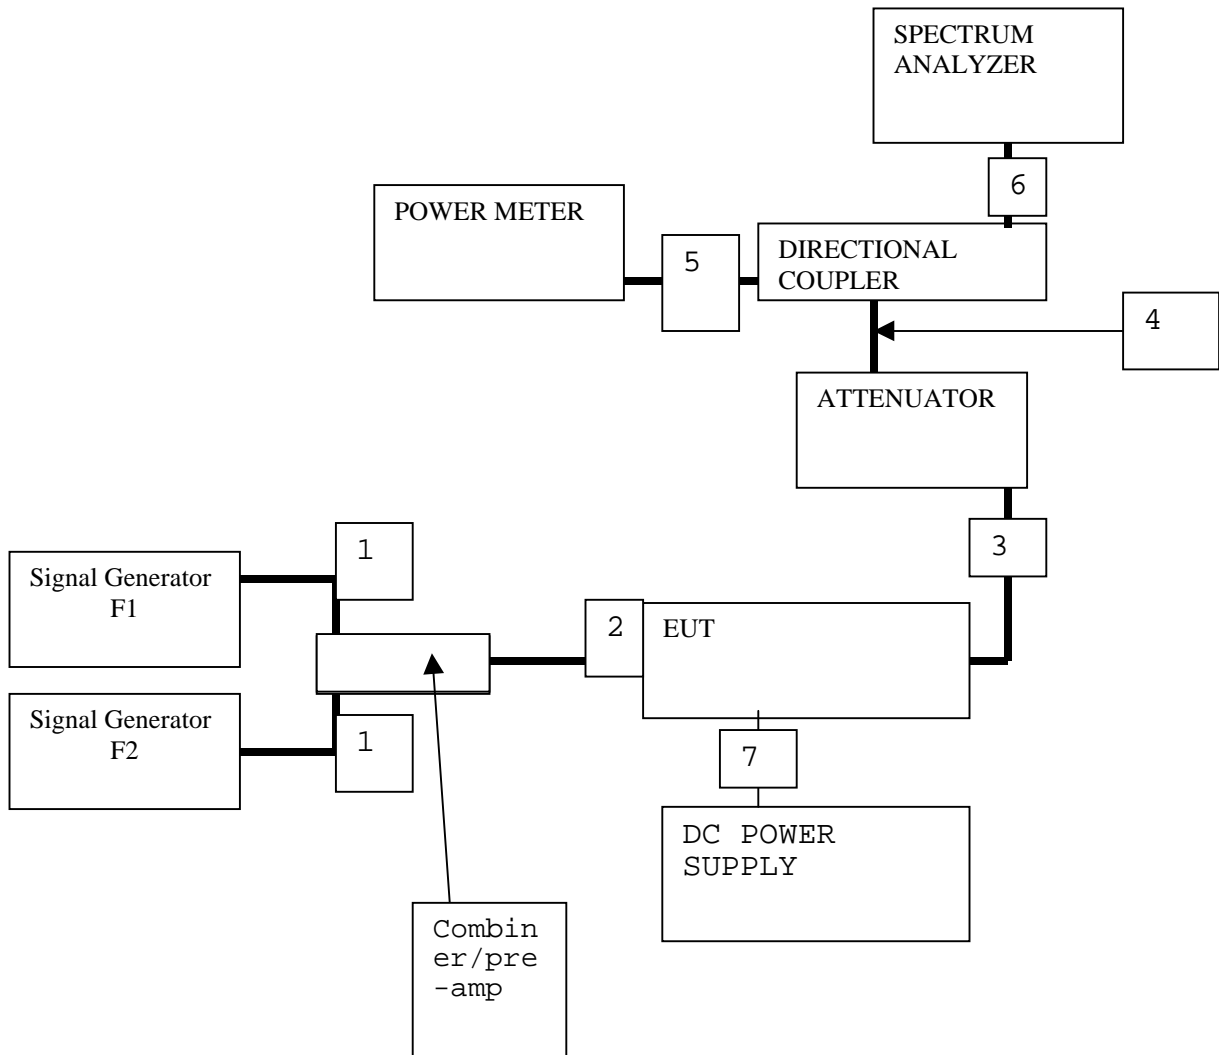 SPECTRUM
ANALYZER
6
POWER METER
5
DIRECTIONAL
COUPLER
4
ATTENUATOR
3
1
Signal Generator
F1
2
EUT
Signal Generator
F2
1
7
DC POWER
SUPPLY
Combin
er/pre
-amp